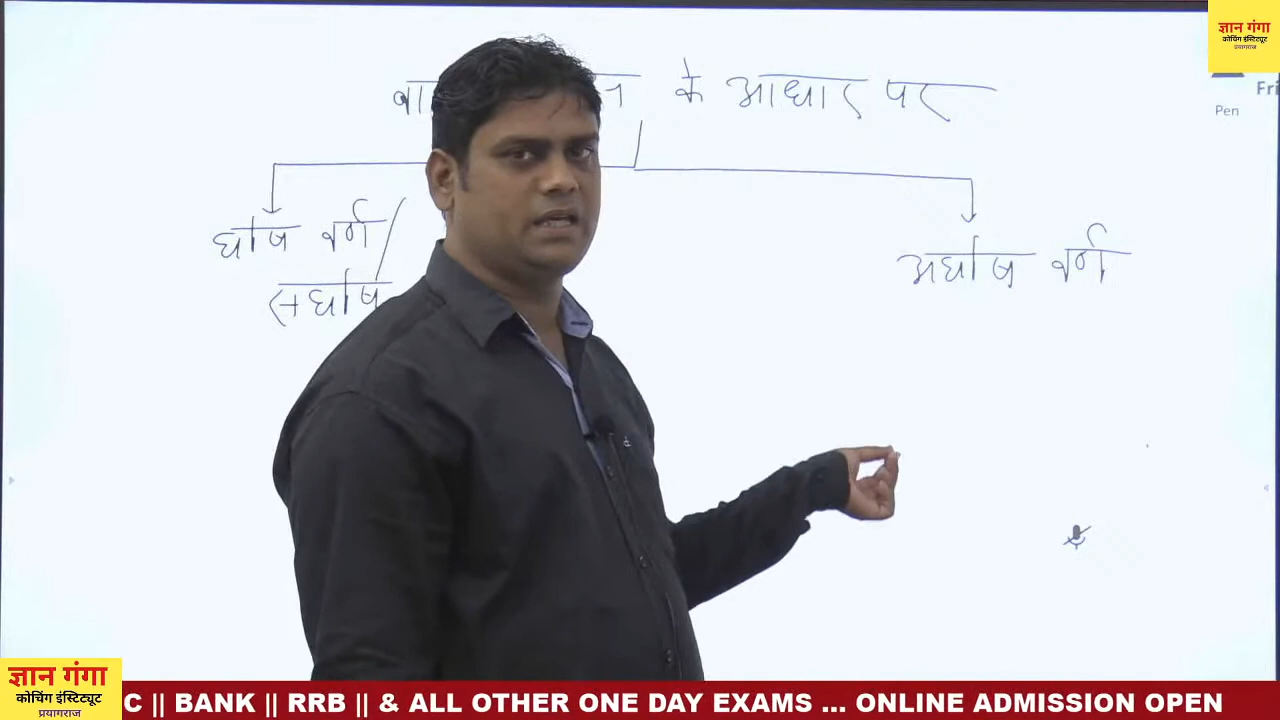 ज्ञान गंगा
कोचिंग इंस्टिट्यूट
प्रयागराज
Pen
के आधार पर
घोष वर्ण/
सघोष
अघोष वर्ण
ज्ञान गंगा
कोचिंग इंस्टिट्यूट
प्रयागराज
C || BANK || RRB || & ALL OTHER ONE DAY EXAMS ... ONLINE ADMISSION OPEN